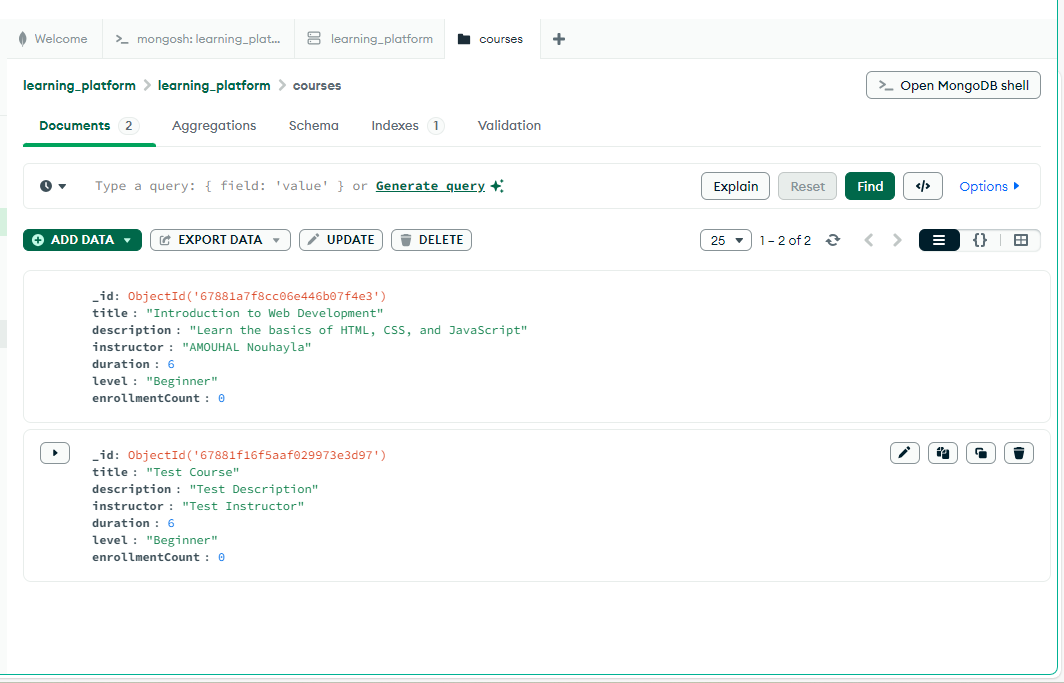 Welcome
mongosh: learning_plat...
learning_platform
courses
learning_platform > learning_platform > courses
>_ Open MongoDB shell
Documents 2 Aggregations Schema Indexes 1 Validation
Type a query: { field: 'value' } or Generate query
Explain Reset Find </> Options
ADD DATA EXPORT DATA UPDATE DELETE
25 1 – 2 of 2 {}
_id: ObjectId('67881a7f8cc06e446b07f4e3')
title : "Introduction to Web Development"
description : "Learn the basics of HTML, CSS, and JavaScript"
instructor : "AMOUHAL Nouhayla"
duration : 6
level : "Beginner"
enrollmentCount : 0
_id: ObjectId('67881f16f5aaf029973e3d97')
title : "Test Course"
description : "Test Description"
instructor : "Test Instructor"
duration : 6
level : "Beginner"
enrollmentCount : 0